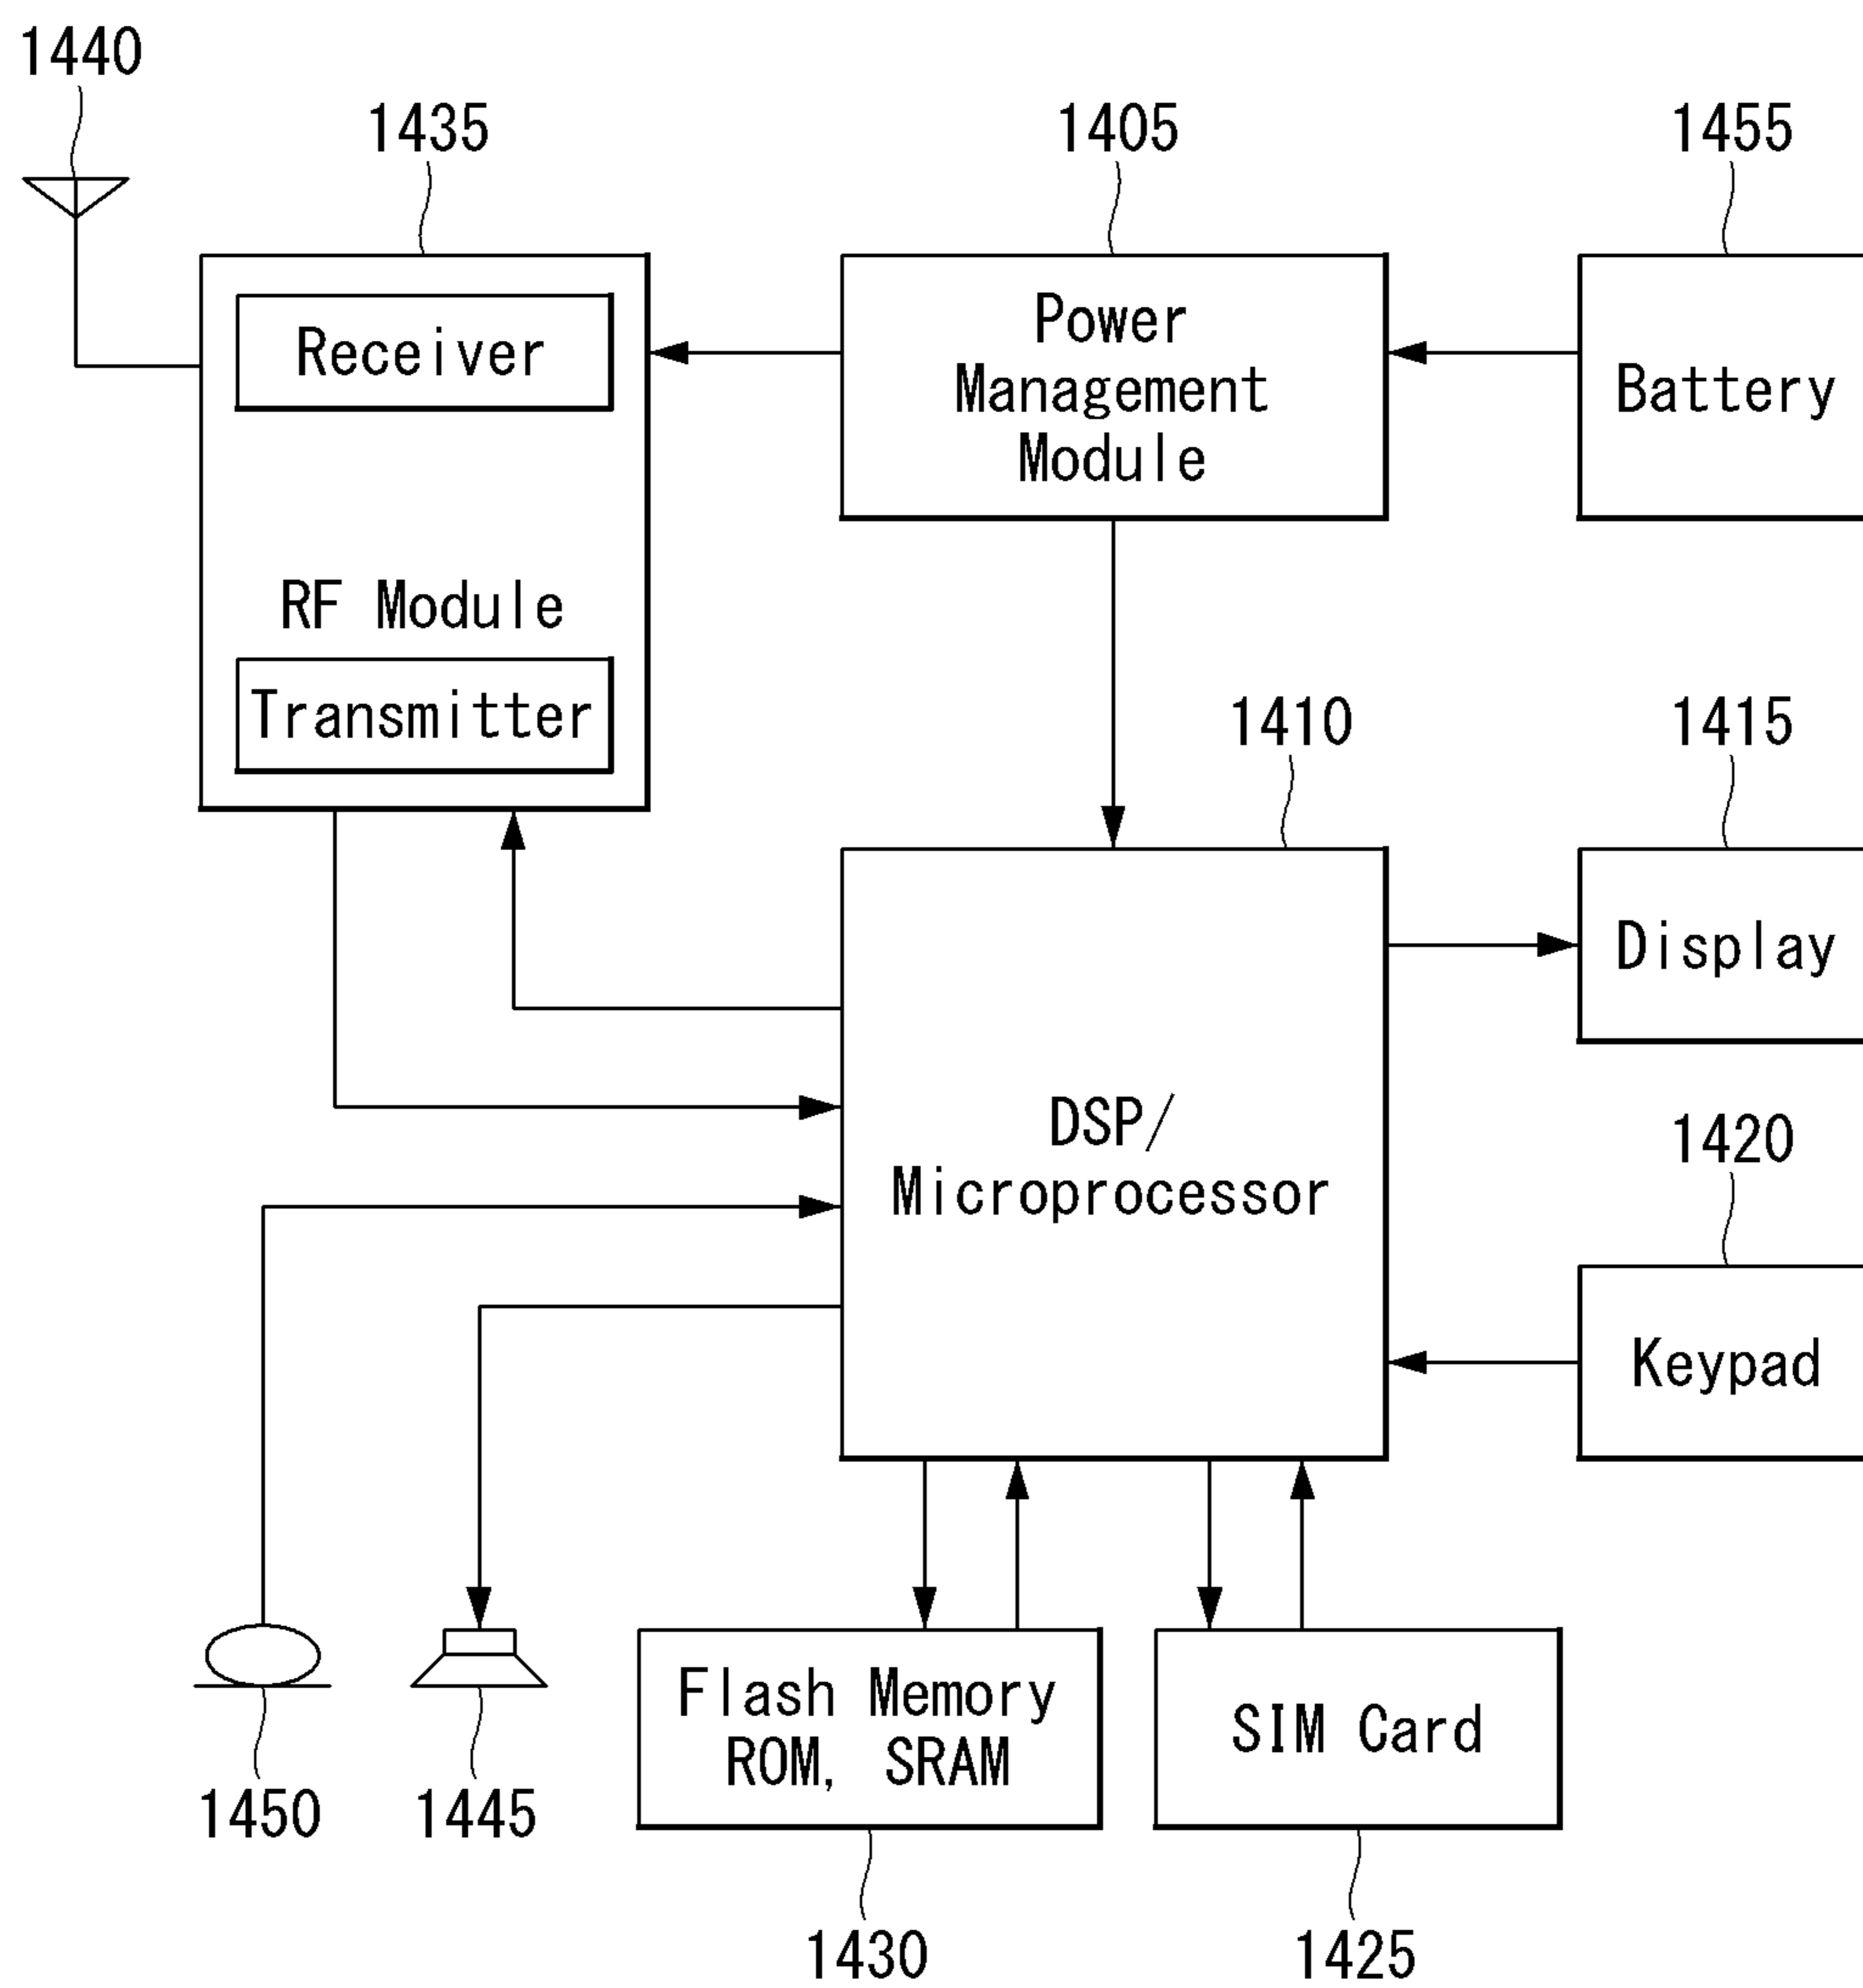 1440
1435
1405
1455
Receiver
RF Module
Transmitter
Power
Management
Module
Battery
1410
1415
DSP/
Microprocessor
Display
1420
Keypad
Flash Memory
ROM, SRAM
SIM Card
1450
1445
1430
1425